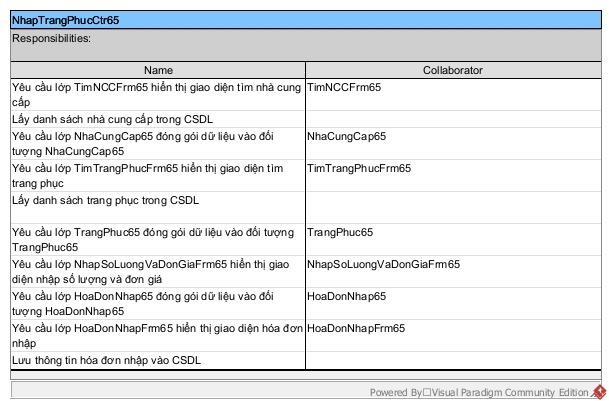 NhapTrangPhucCtr65
Responsibilities:
Name Collaborator
Yêu cầu lớp TimNCCFrm65 hiển thị giao diện tìm nhà cung TimNCCFrm65
cấp
Lấy danh sách nhà cung cấp trong CSDL
Yêu cầu lớp NhaCungCap65 đóng gói dữ liệu vào đối NhaCungCap65
tượng NhaCungCap65
Yêu cầu lớp TimTrangPhucFrm65 hiển thị giao diện tìm TimTrangPhucFrm65
trang phục
Lấy danh sách trang phục trong CSDL
Yêu cầu lớp TrangPhuc65 đóng gói dữ liệu vào đối tượng TrangPhuc65
TrangPhuc65
Yêu cầu lớp NhapSoLuongVaDonGiaFrm65 hiển thị giao NhapSoLuongVaDonGiaFrm65
diện nhập số lượng và đơn giá
Yêu cầu lớp HoaDonNhap65 đóng gói dữ liệu vào đối HoaDonNhap65
tượng HoaDonNhap65
Yêu cầu lớp HoaDonNhapFrm65 hiển thị giao diện hóa đơn HoaDonNhapFrm65
nhập
Lưu thông tin hóa đơn nhập vào CSDL
Powered By□Visual Paradigm Community Edition